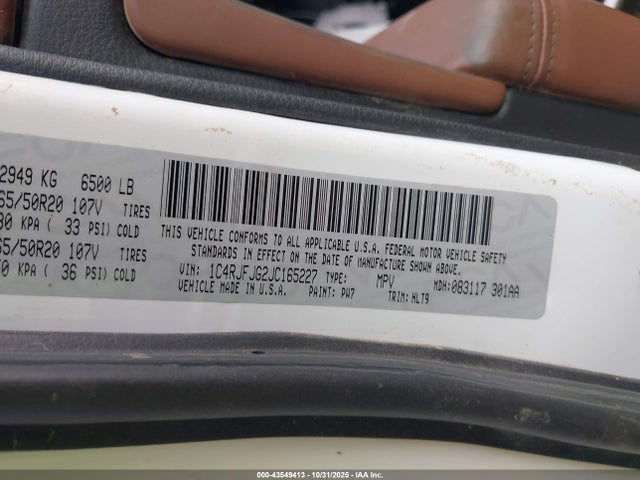 2949 KG 6500 LB
65/50R20 107V TIRES
30 KPA ( 33 PSI) COLD
65/50R20 107V TIRES
0 KPA ( 36 PSI) COLD
THIS VEHICLE CONFORMS TO ALL APPLICABLE U.S.A. FEDERAL MOTOR VEHICLE SAFETY
STANDARDS IN EFFECT ON THE DATE OF MANUFACTURE SHOWN ABOVE.
VIN: 1C4RJFJG2JC165227 TYPE: MPV MDH:083117 301AA
VEHICLE MADE IN U.S.A. PAINT: PW7 TRIM: HLT9
000-43549413 - 10/31/2025 - © IAA Inc.